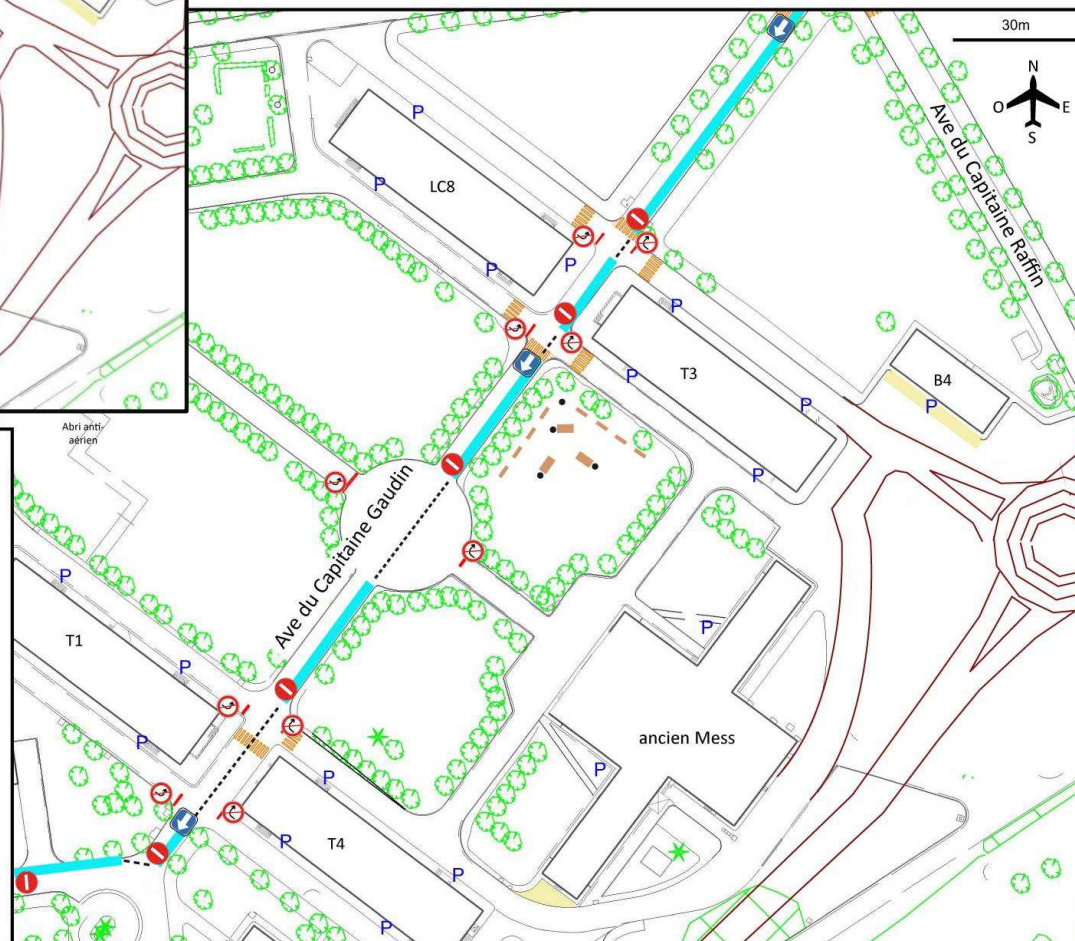 30m
N
O E
S
P
Ave du Capitaine Raffin
LC8
P
P
P
P
T3
P
P
B4
P
P
Abri anti-
aérien
P
Ave du Capitaine Gaudin
P
T1
P
P
ancien Mess
P
P
P
T4
P
P
P